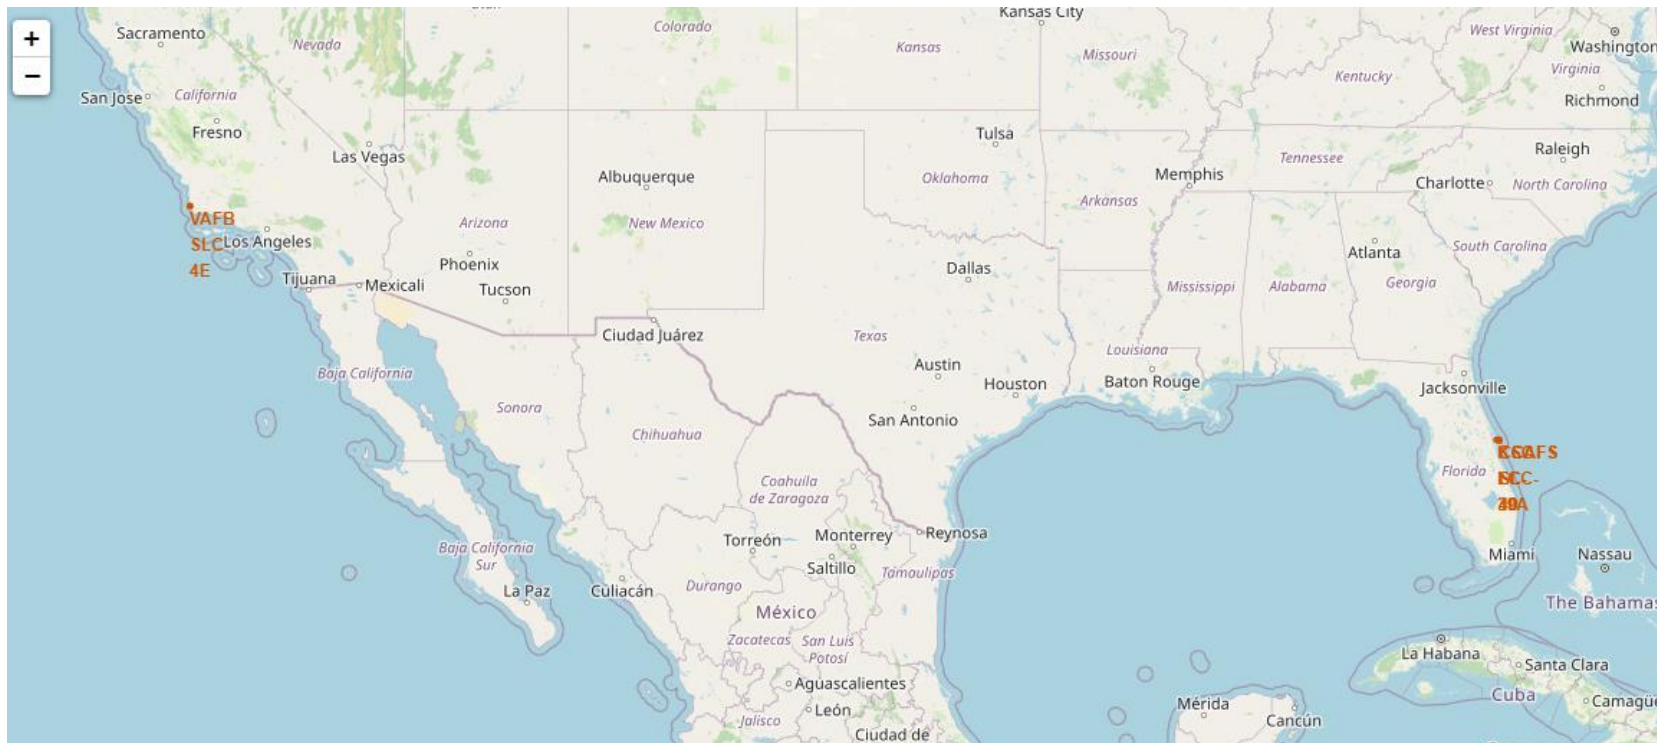 Kansas City
Sacramento
Colorado
West Virginia
+
Nevada
Kansas
Missouri
Washington
−
Kentucky
Virginia
San Jose
California
Richmond
Fresno
Tulsa
Las Vegas
Raleigh
Tennessee
Albuquerque
Oklahoma
Memphis
Charlotte
North Carolina
Arkansas
VAFB
SLC-
4E
Arizona
New Mexico
Los Angeles
South Carolina
Atlanta
Phoenix
Dallas
Tijuana
Mexicali
Tucson
Mississippi
Alabama
Georgia
Ciudad Juárez
Texas
Louisiana
Austin
Baja California
Houston
Baton Rouge
Jacksonville
Sonora
San Antonio
Chihuahua
Florida
Coahuila
de Zaragoza
Torreón
Monterrey
Reynosa
Baja California
Sur
Saltillo
Tamaulipas
Miami
Nassau
La Paz
Culiacán
Durango
México
The Bahamas
Zacatecas
San Luis
Potosí
La Habana
Santa Clara
Aguascalientes
Cuba
León
Mérida
Camagüe
Jalisco
Cancún
Ciudad de